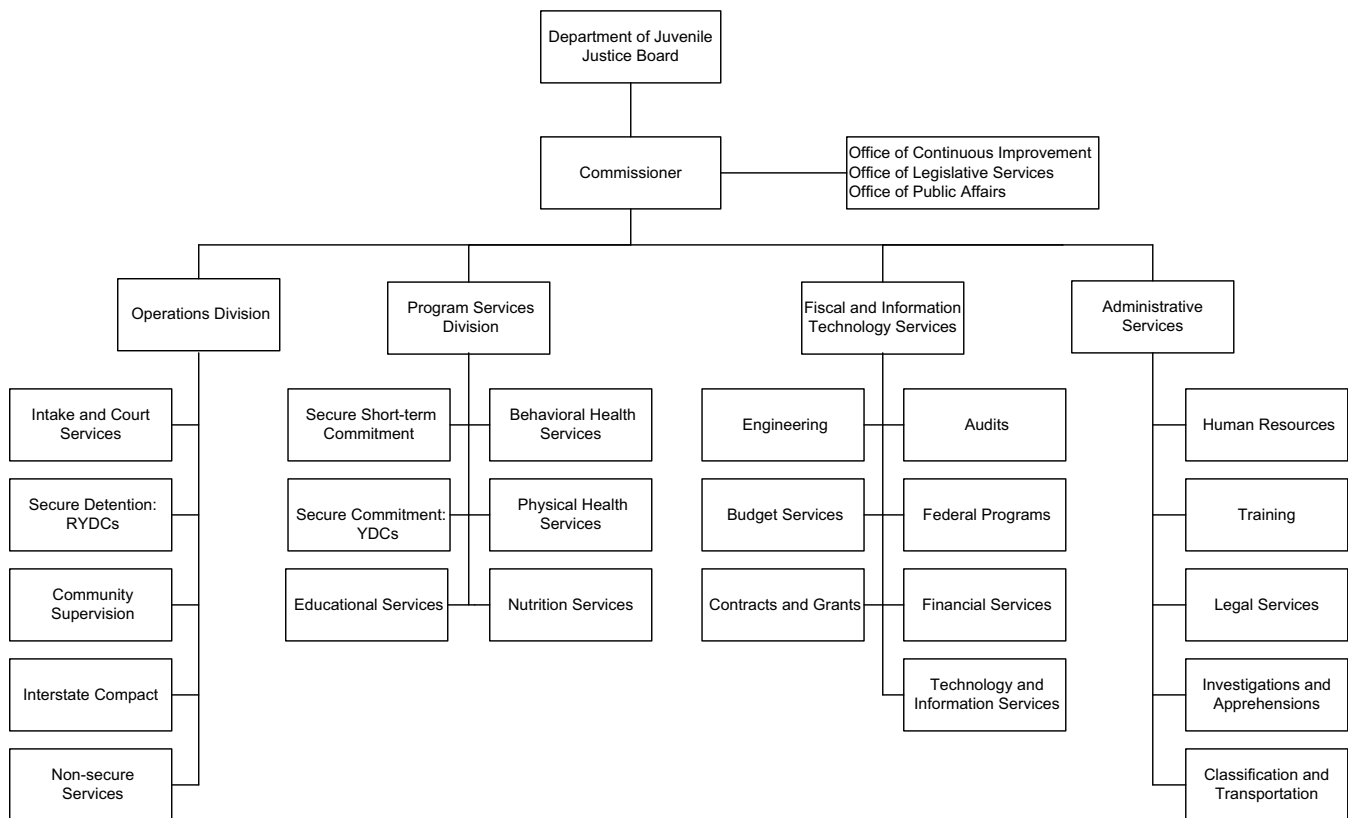 Department of Juvenile
Justice Board
Commissioner
Office of Continuous Improvement
Office of Legislative Services
Office of Public Affairs
Operations Division
Program Services
Division
Fiscal and Information
Technology Services
Administrative
Services
Intake and Court
Services
Secure Detention:
RYDCs
Community
Supervision
Interstate Compact
Non-secure
Services
Secure Short-term
Commitment
Behavioral Health
Services
Secure Commitment:
YDCs
Physical Health
Services
Educational Services
Nutrition Services
Engineering
Audits
Budget Services
Federal Programs
Contracts and Grants
Financial Services
Technology and
Information Services
Human Resources
Training
Legal Services
Investigations and
Apprehensions
Classification and
Transportation